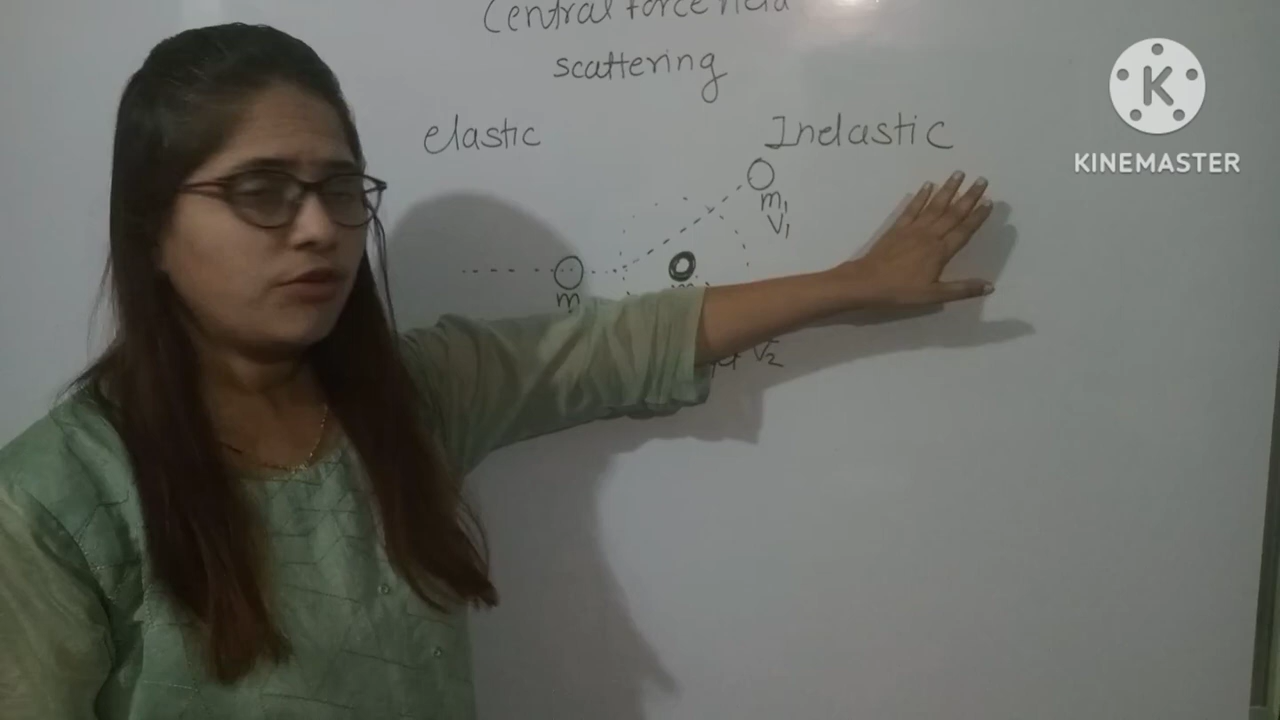 Central force field
scattering
elastic
Inelastic
m1
V1
m
V2
K
KINEMASTER